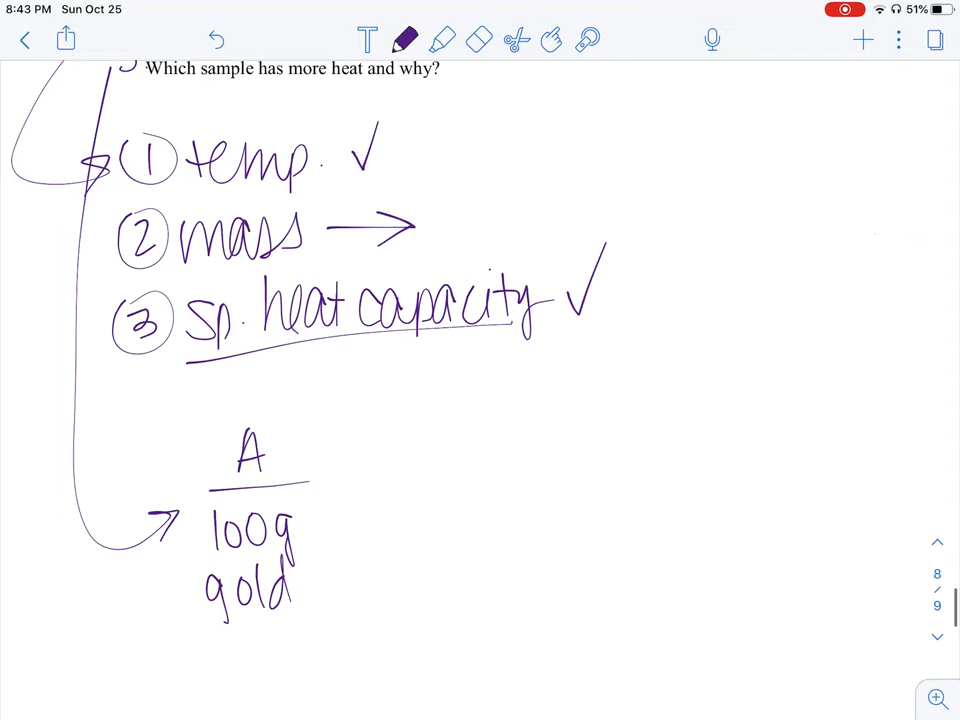 8:43 PM Sun Oct 25
51%
Which sample has more heat and why?
① temp. ✓
② mass →
③ sp. heat capacity ✓
A
100g
gold
8
/
9